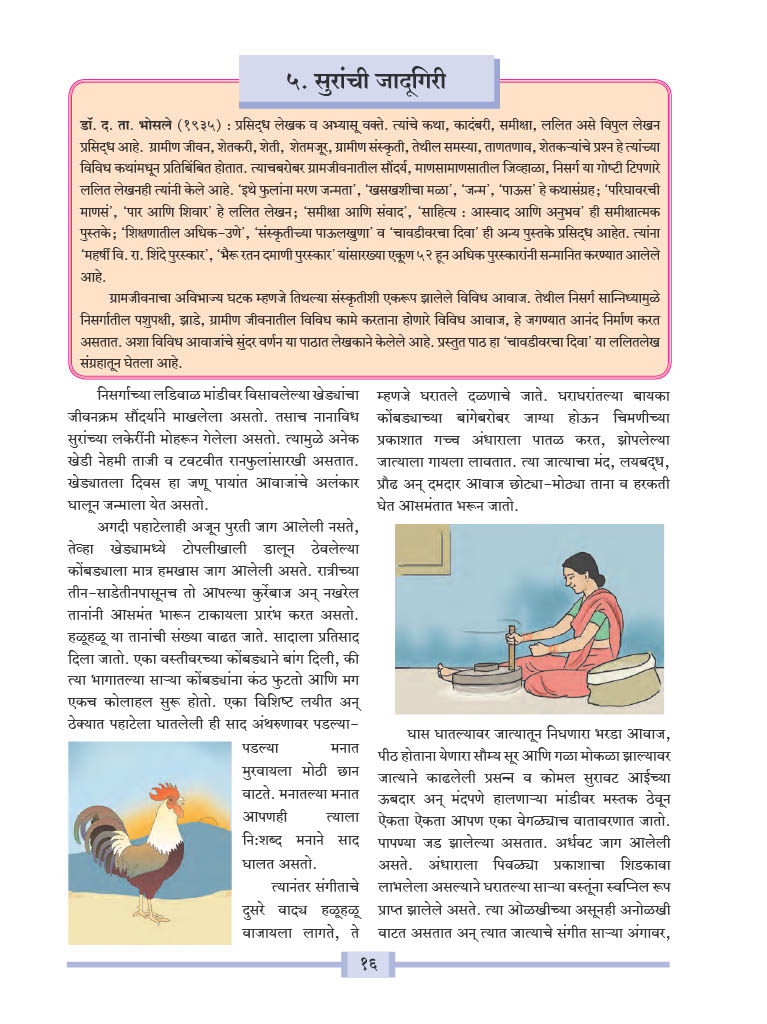 ५. सुरांची जादूगिरी
डॉ. द. ता. भोसले (१९३५) : प्रसिद्ध लेखक व अभ्यासू वक्ते. त्यांचे कथा, कादंबरी, समीक्षा, ललित असे विपुल लेखन
प्रसिद्ध आहे. ग्रामीण जीवन, शेतकरी, शेती, शेतमजूर, ग्रामीण संस्कृती, तेथील समस्या, ताणतणाव, शेतकऱ्यांचे प्रश्न हे त्यांच्या
विविध कथांमधून प्रतिबिंबित होतात. त्याचबरोबर ग्रामजीवनातील सौंदर्य, माणसामाणसातील जिव्हाळा, निसर्ग या गोष्टी टिपणारे
ललित लेखनही त्यांनी केले आहे. ‘इथे फुलांना मरण जन्मता’, ‘खसखशीचा मळा’, ‘जन्म’, ‘पाऊस’ हे कथासंग्रह; ‘परिघावरची
माणसं’, ‘पार आणि शिवार’ हे ललित लेखन; ‘समीक्षा आणि संवाद’, ‘साहित्य : आस्वाद आणि अनुभव’ ही समीक्षात्मक
पुस्तके; ‘शिक्षणातील अधिक-उणे’, ‘संस्कृतीच्या पाऊलखुणा’ व ‘चावडीवरचा दिवा’ ही अन्य पुस्तके प्रसिद्ध आहेत. त्यांना
‘महर्षी वि. रा. शिंदे पुरस्कार’, ‘भैरू रतन दमाणी पुरस्कार’ यांसारख्या एकूण ५२ हून अधिक पुरस्कारांनी सन्मानित करण्यात आलेले
आहे.
ग्रामजीवनाचा अविभाज्य घटक म्हणजे तिथल्या संस्कृतीशी एकरूप झालेले विविध आवाज. तेथील निसर्ग सान्निध्यामुळे
निसर्गातील पशुपक्षी, झाडे, ग्रामीण जीवनातील विविध कामे करताना होणारे विविध आवाज, हे जगण्यात आनंद निर्माण करत
असतात. अशा विविध आवाजांचे सुंदर वर्णन या पाठात लेखकाने केलेले आहे. प्रस्तुत पाठ हा ‘चावडीवरचा दिवा’ या ललितलेख
संग्रहातून घेतला आहे.
निसर्गाच्या लडिवाळ मांडीवर विसावलेल्या खेड्यांचा
जीवनक्रम सौंदर्याने माखलेला असतो. तसाच नानाविध
सुरांच्या लकेरींनी मोहरून गेलेला असतो. त्यामुळे अनेक
खेडी नेहमी ताजी व टवटवीत रानफुलांसारखी असतात.
खेड्यातला दिवस हा जणू पायांत आवाजांचे अलंकार
घालून जन्माला येत असतो.
अगदी पहाटेलाही अजून पुरती जाग आलेली नसते,
तेव्हा खेड्यामध्ये टोपलीखाली डालून ठेवलेल्या
कोंबड्याला मात्र हमखास जाग आलेली असते. रात्रीच्या
तीन-साडेतीनपासूनच तो आपल्या कुर्रेबाज अन् नखरेल
तानांनी आसमंत भारून टाकायला प्रारंभ करत असतो.
हळूहळू या तानांची संख्या वाढत जाते. सादाला प्रतिसाद
दिला जातो. एका वस्तीवरच्या कोंबड्याने बांग दिली, की
त्या भागातल्या साऱ्या कोंबड्यांना कंठ फुटतो आणि मग
एकच कोलाहल सुरू होतो. एका विशिष्ट लयीत अन्
ठेक्यात पहाटेला घातलेली ही साद अंथरुणावर पडल्या-
पडल्या मनात
मुरवायला मोठी छान
वाटते. मनातल्या मनात
आपणही त्याला
नि:शब्द मनाने साद
घालत असतो.
त्यानंतर संगीताचे
दुसरे वाद्य हळूहळू
वाजायला लागते, ते
म्हणजे घरातले दळणाचे जाते. घराघरांतल्या बायका
कोंबड्याच्या बांगेबरोबर जाग्या होऊन चिमणीच्या
प्रकाशात गच्च अंधाराला पातळ करत, झोपलेल्या
जात्याला गायला लावतात. त्या जात्याचा मंद, लयबद्ध,
प्रौढ अन् दमदार आवाज छोट्या-मोठ्या ताना व हरकती
घेत आसमंतात भरून जातो.
घास घातल्यावर जात्यातून निघणारा भरडा आवाज,
पीठ होताना येणारा सौम्य सूर आणि गळा मोकळा झाल्यावर
जात्याने काढलेली प्रसन्न व कोमल सुरावट आईच्या
ऊबदार अन् मंदपणे हालणाऱ्या मांडीवर मस्तक ठेवून
ऐकता ऐकता आपण एका वेगळ्याच वातावरणात जातो.
पापण्या जड झालेल्या असतात. अर्धवट जाग आलेली
असते. अंधाराला पिवळ्या प्रकाशाचा शिडकावा
लाभलेला असल्याने घरातल्या साऱ्या वस्तूंना स्वप्निल रूप
प्राप्त झालेले असते. त्या ओळखीच्या असूनही अनोळखी
वाटत असतात अन् त्यात जात्याचे संगीत साऱ्या अंगावर,
१६